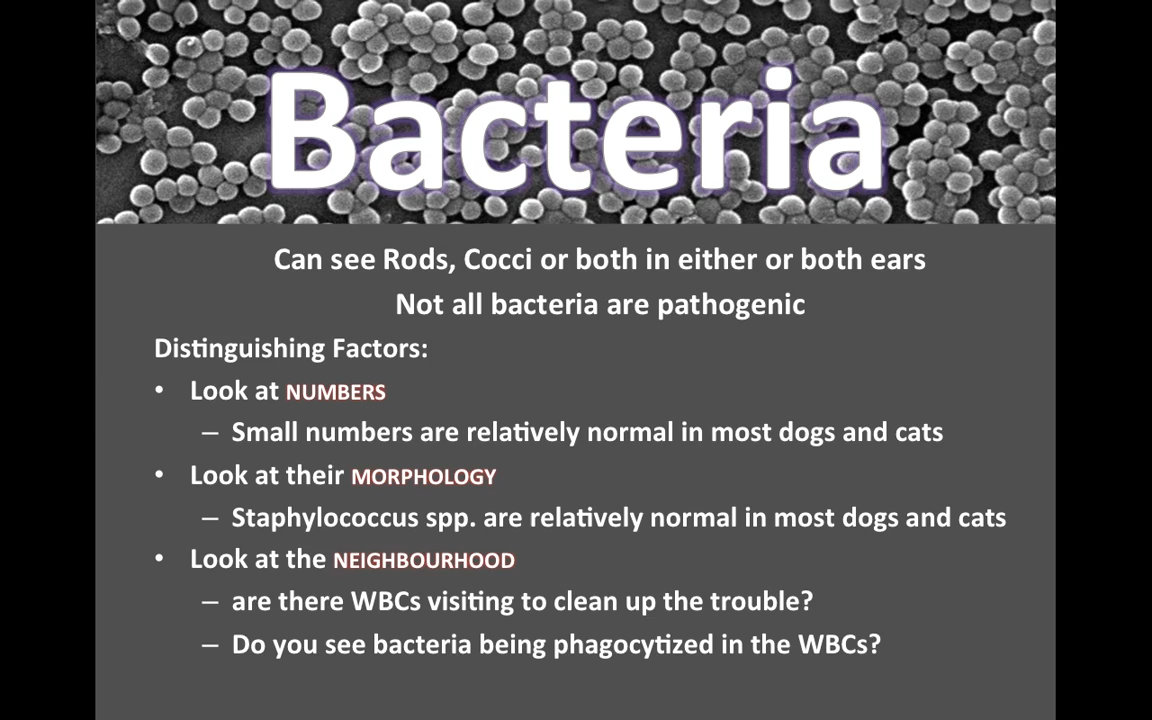 Bacteria
Can see Rods, Cocci or both in either or both ears
Not all bacteria are pathogenic
Distinguishing Factors:
• Look at NUMBERS
– Small numbers are relatively normal in most dogs and cats
• Look at their MORPHOLOGY
– Staphylococcus spp. are relatively normal in most dogs and cats
• Look at the NEIGHBOURHOOD
– are there WBCs visiting to clean up the trouble?
– Do you see bacteria being phagocytized in the WBCs?